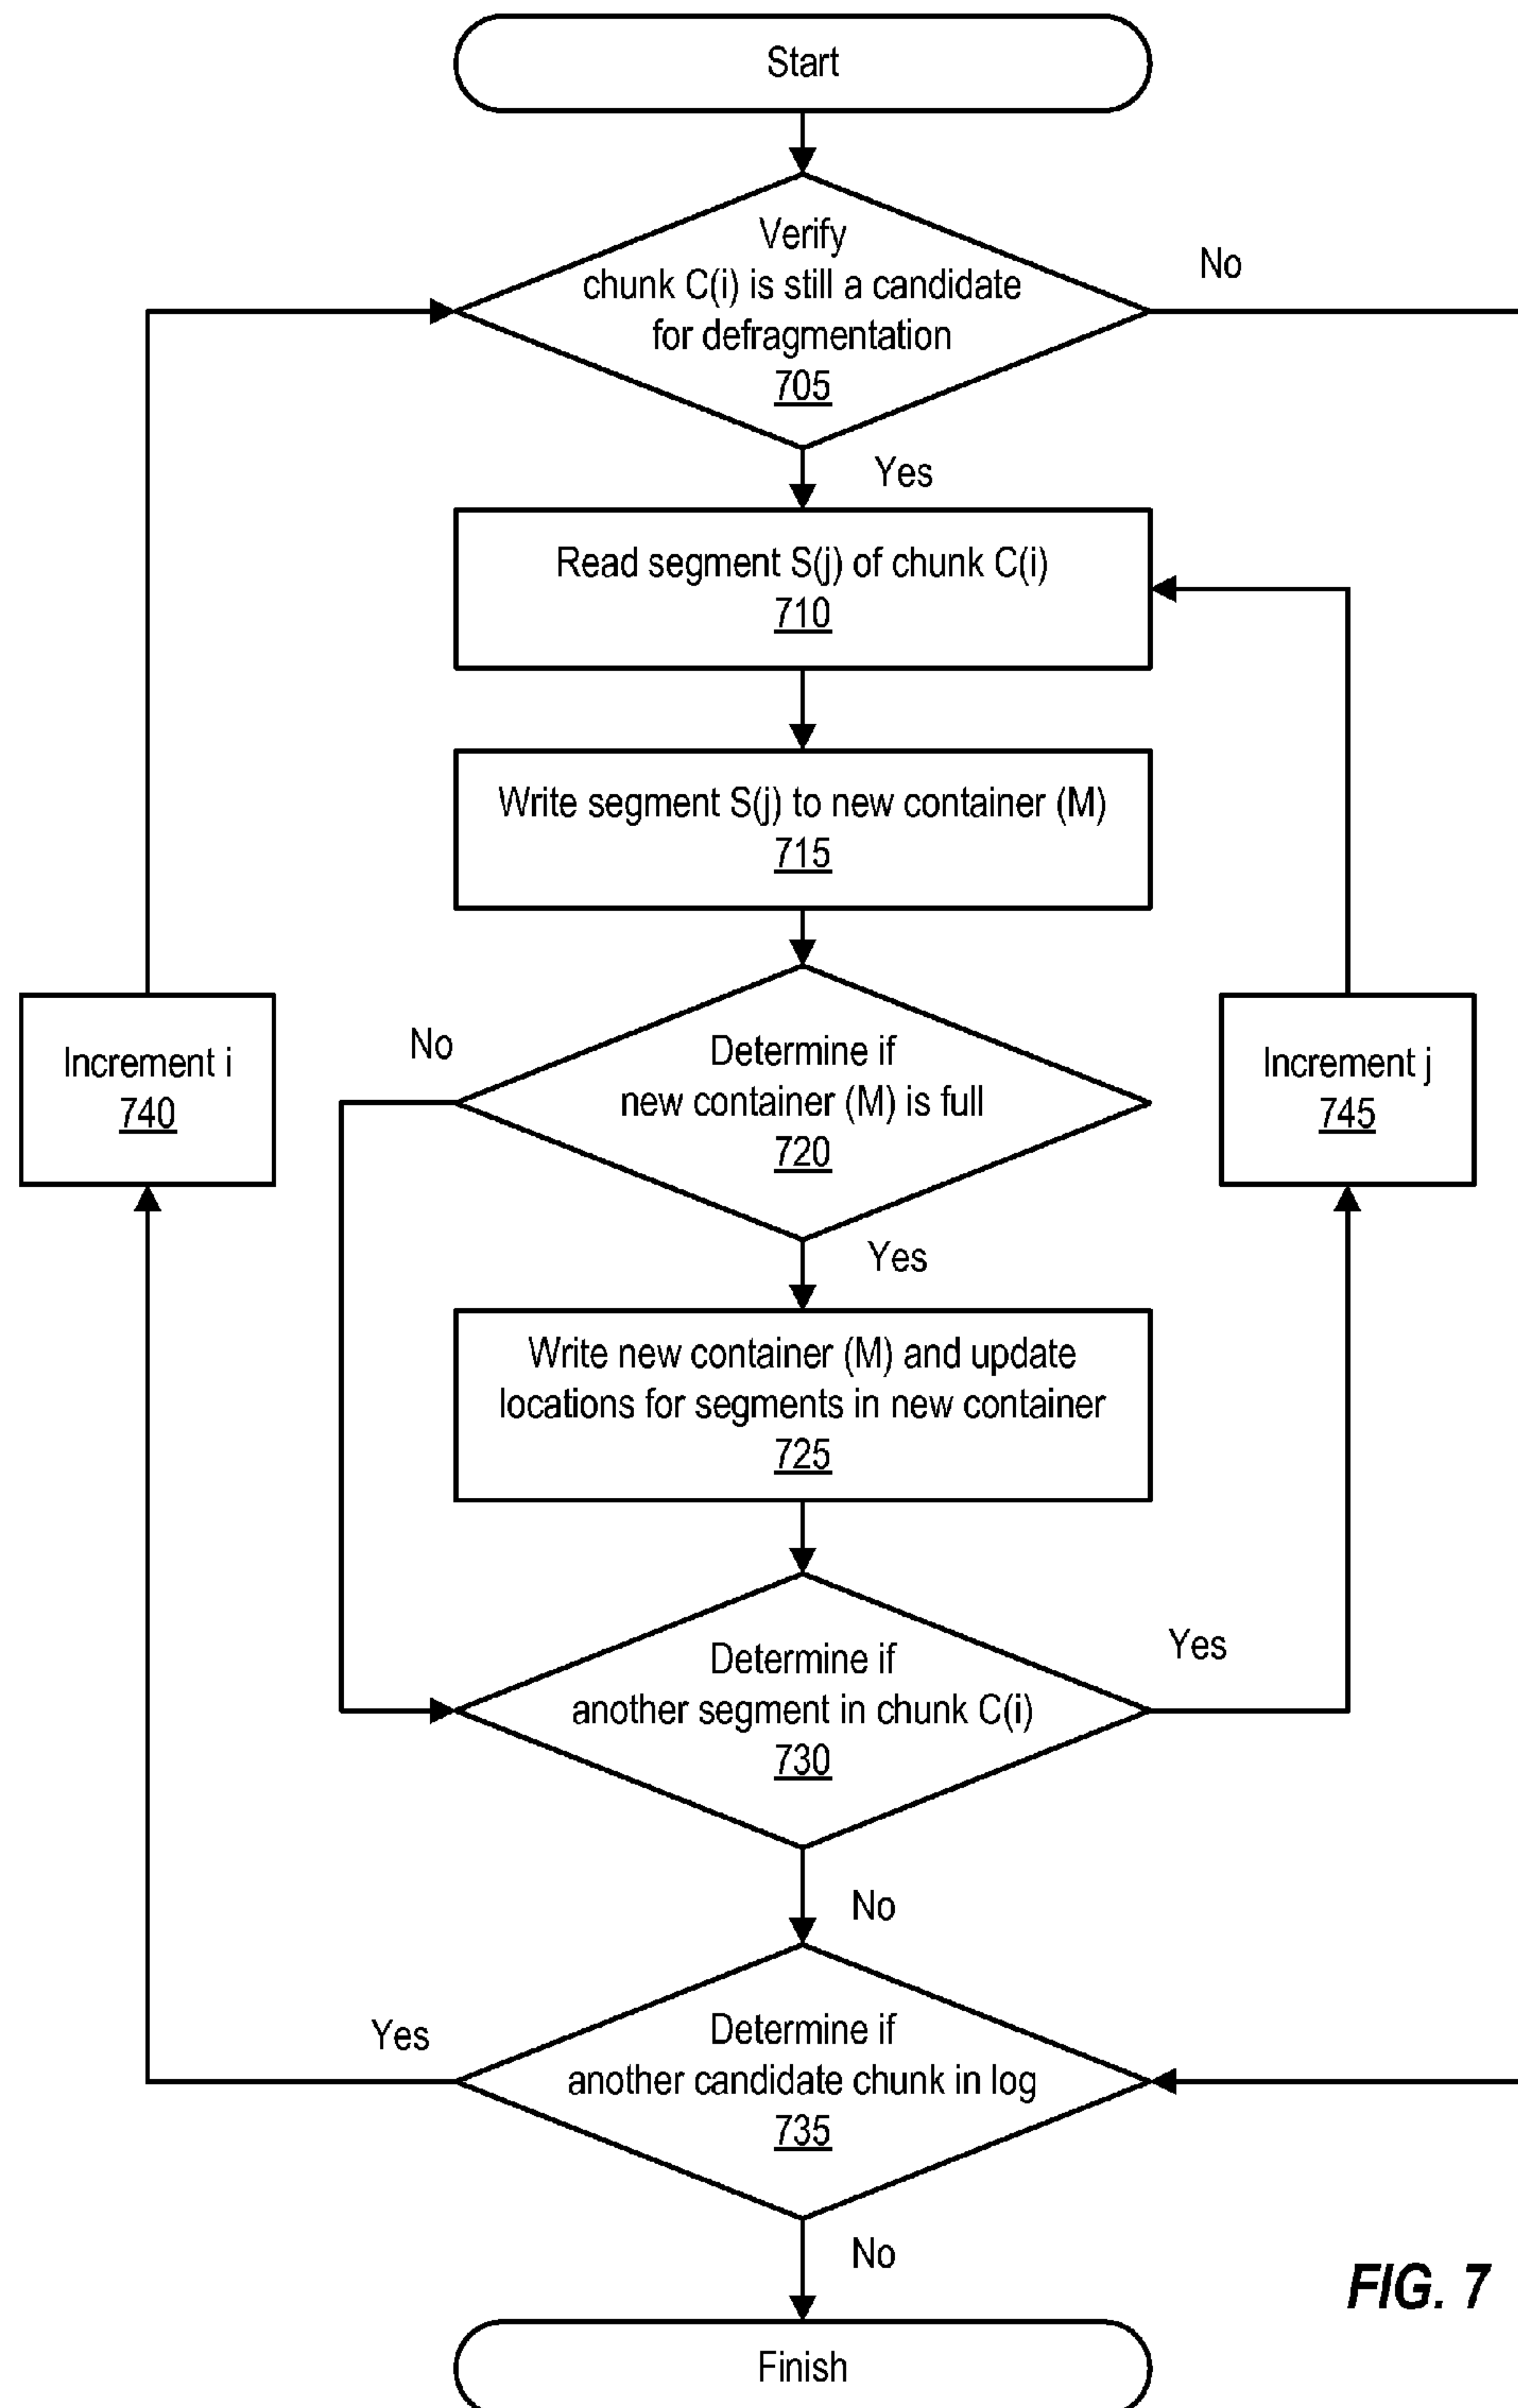 Start
Verify
chunk C(i) is still a candidate
for defragmentation
705
No
Yes
Read segment S(j) of chunk C(i)
710
Write segment S(j) to new container (M)
715
No
Determine if
new container (M) is full
720
Increment i
740
Increment j
745
Yes
Write new container (M) and update
locations for segments in new container
725
Determine if
another segment in chunk C(i)
730
Yes
No
Yes
Determine if
another candidate chunk in log
735
No
FIG. 7
Finish